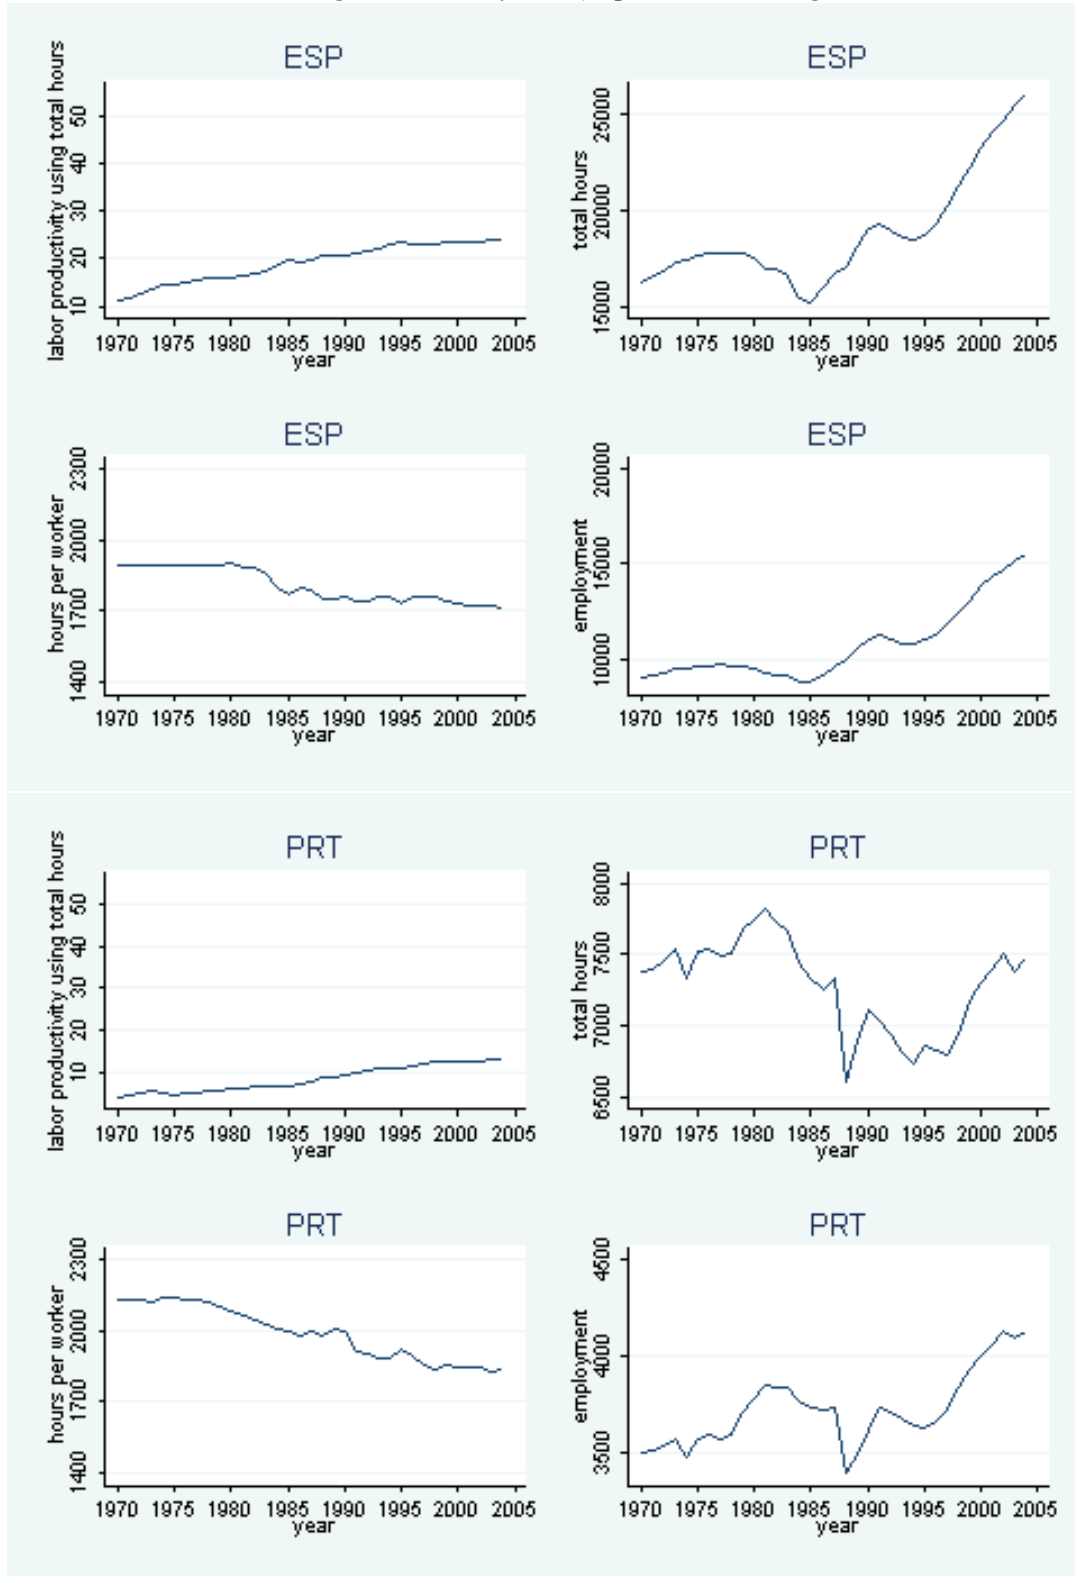 ESP
labor productivity using total hours
50
40
30
20
10
1970 1975 1980 1985 1990 1995 2000 2005
year
ESP
total hours
25000
20000
15000
1970 1975 1980 1985 1990 1995 2000 2005
year
ESP
hours per worker
2300
2000
1700
1400
1970 1975 1980 1985 1990 1995 2000 2005
year
ESP
employment
20000
15000
10000
1970 1975 1980 1985 1990 1995 2000 2005
year
PRT
labor productivity using total hours
50
40
30
20
10
1970 1975 1980 1985 1990 1995 2000 2005
year
PRT
total hours
8000
7500
7000
6500
1970 1975 1980 1985 1990 1995 2000 2005
year
PRT
hours per worker
2300
2000
1700
1400
1970 1975 1980 1985 1990 1995 2000 2005
year
PRT
employment
4500
4000
3500
1970 1975 1980 1985 1990 1995 2000 2005
year